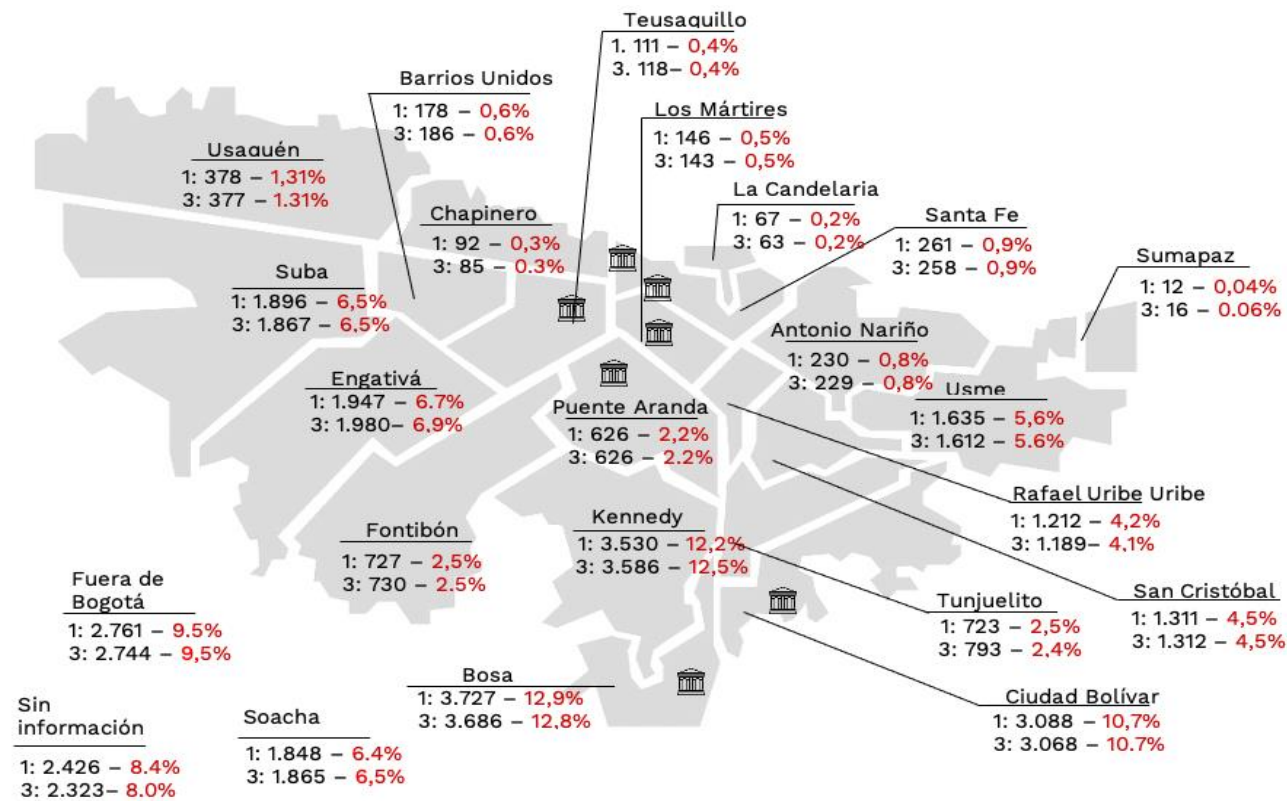 Teusaquillo
1. 111 – 0,4%
3. 118– 0,4%
Barrios Unidos
1: 178 – 0,6%
3: 186 – 0,6%
Los Mártires
1: 146 – 0,5%
3: 143 – 0,5%
Usaquén
1: 378 – 1,31%
3: 377 – 1.31%
La Candelaria
1: 67 – 0,2%
3: 63 – 0,2%
Chapinero
1: 92 – 0,3%
3: 85 – 0.3%
Santa Fe
1: 261 – 0,9%
3: 258 – 0,9%
Sumapaz
1: 12 – 0,04%
3: 16 – 0.06%
Suba
1: 1.896 – 6,5%
3: 1.867 – 6.5%
Antonio Nariño
1: 230 – 0,8%
3: 229 – 0,8%
Engativá
1: 1.947 – 6.7%
3: 1.980– 6,9%
Usme
1: 1.635 – 5,6%
3: 1.612 – 5.6%
Puente Aranda
1: 626 – 2,2%
3: 626 – 2.2%
Rafael Uribe Uribe
1: 1.212 – 4,2%
3: 1.189– 4,1%
Kennedy
1: 3.530 – 12,2%
3: 3.586 – 12,5%
Fontibón
1: 727 – 2,5%
3: 730 – 2.5%
Fuera de
Bogotá
1: 2.761 – 9.5%
3: 2.744 – 9,5%
San Cristóbal
1: 1.311 – 4,5%
3: 1.312 – 4,5%
Tunjuelito
1: 723 – 2,5%
3: 793 – 2,4%
Bosa
1: 3.727 – 12,9%
3: 3.686 – 12,8%
Ciudad Bolívar
1: 3.088 – 10,7%
3: 3.068 – 10.7%
Sin
información
1: 2.426 – 8.4%
3: 2.323– 8.0%
Soacha
1: 1.848 – 6.4%
3: 1.865 – 6,5%